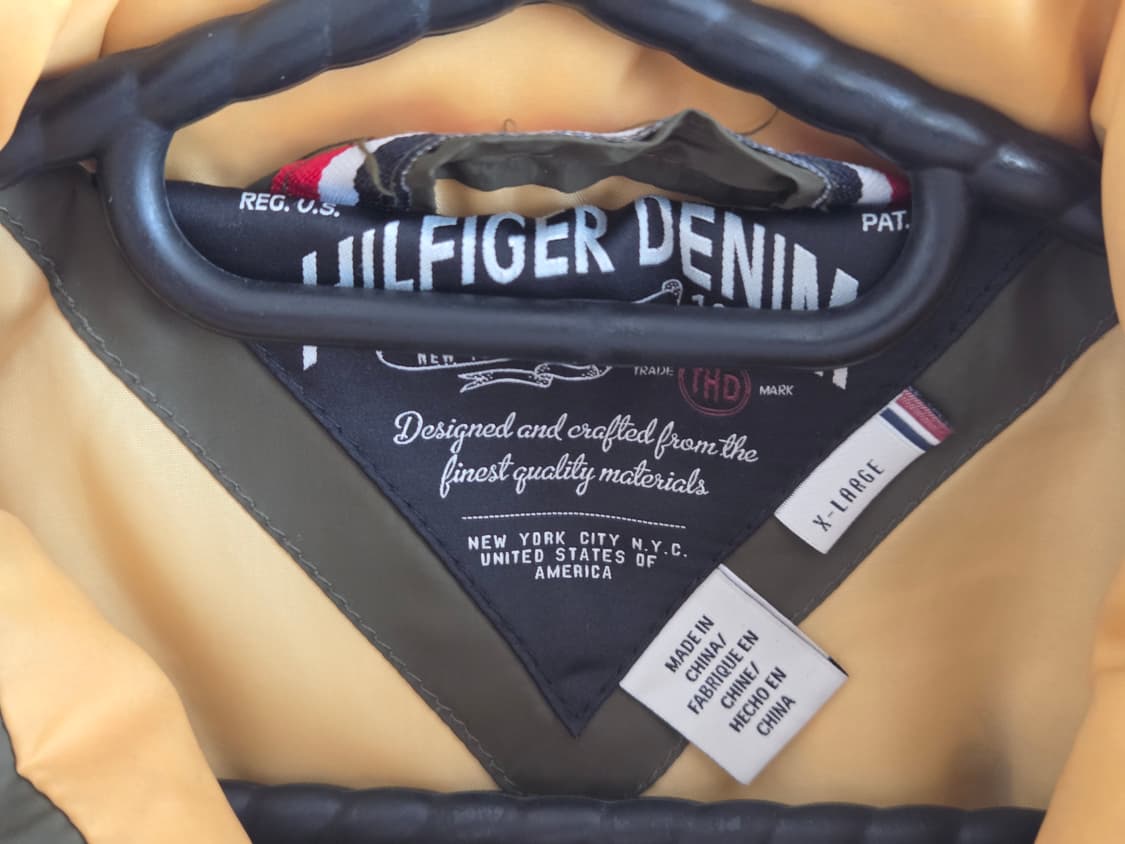 REG. U.S.
PAT.
HILFIGER DENIM
NEW
TRADE THD MARK
Designed and crafted from the
finest quality materials
NEW YORK CITY N.Y.C.
UNITED STATES OF
AMERICA
X-LARGE
MADE IN
CHINA/
FABRIQUE EN
CHINE/
HECHO EN
CHINA